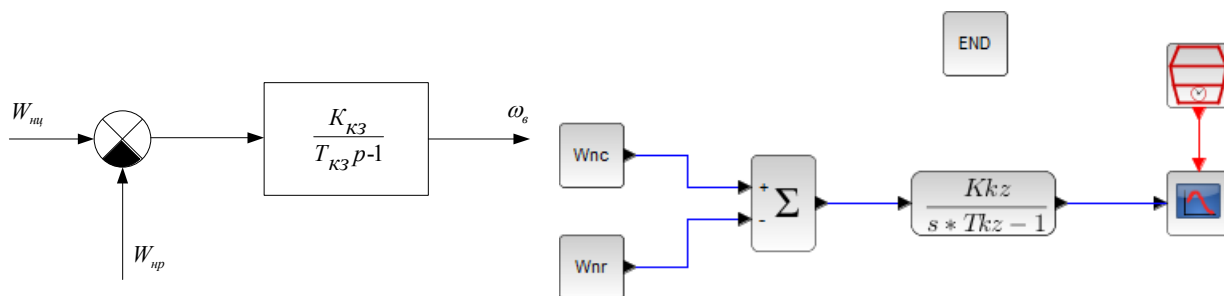 W_нц
K_КЗ
T_КЗ p-1
ω_в
W_нр
END
Wnc
Wnr
+
-
Σ
Kkz
s * Tkz − 1